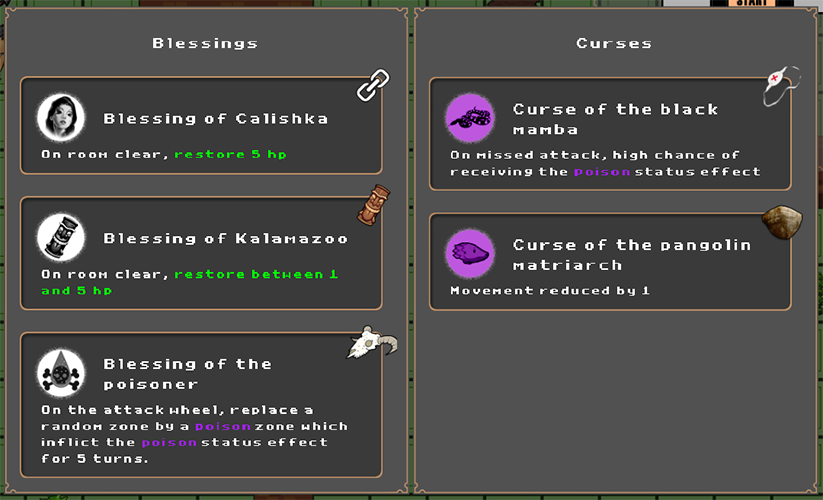 START
Blessings
Blessing of Calishka
On room clear, restore 5 hp
Blessing of Kalamazoo
On room clear, restore between 1
and 5 hp
Blessing of the
poisoner
On the attack wheel, replace a
random zone by a poison zone which
inflict the poison status effect
for 5 turns.
Curses
Curse of the black
mamba
On missed attack, high chance of
receiving the poison status effect
Curse of the pangolin
matriarch
Movement reduced by 1